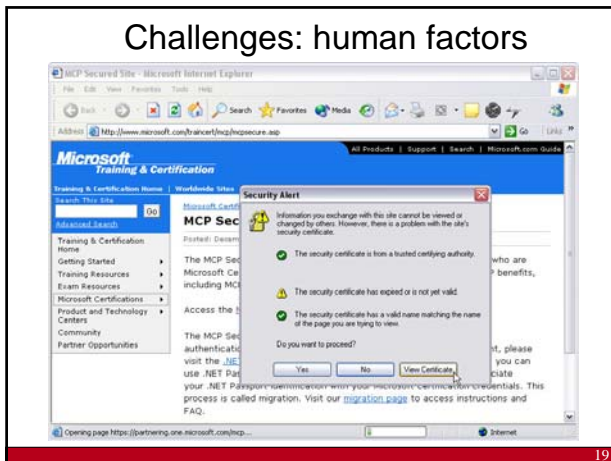 Challenges: human factors
MCP Secured Site - Microsoft Internet Explorer
File Edit View Favorites Tools Help
Back Search Favorites Media
Address http://www.microsoft.com/traincert/mcp/mcpsecure.asp Go Links »
All Products | Support | Search | Microsoft.com Guide
Microsoft
Training & Certification
Training & Certification Home | Worldwide Sites
Search This Site
Go
Advanced Search
Training & Certification Home
Getting Started
Training Resources
Exam Resources
Microsoft Certifications
Product and Technology Centers
Community
Partner Opportunities
Microsoft Certif
MCP Sec
Posted: Decem
The MCP Sec who are
Microsoft Ce benefits,
including MC
Access the
The MCP Sec
authenticatio nt, please
visit the .NE you can
use .NET Pas ciate
your .NET Passport identification with your Microsoft certification credentials. This
process is called migration. Visit our migration page to access instructions and
FAQ.
Security Alert
Information you exchange with this site cannot be viewed or
changed by others. However, there is a problem with the site's
security certificate.
The security certificate is from a trusted certifying authority.
The security certificate has expired or is not yet valid.
The security certificate has a valid name matching the name
of the page you are trying to view.
Do you want to proceed?
Yes No View Certificate
Opening page https://partnering.one.microsoft.com/mcp... Internet
19